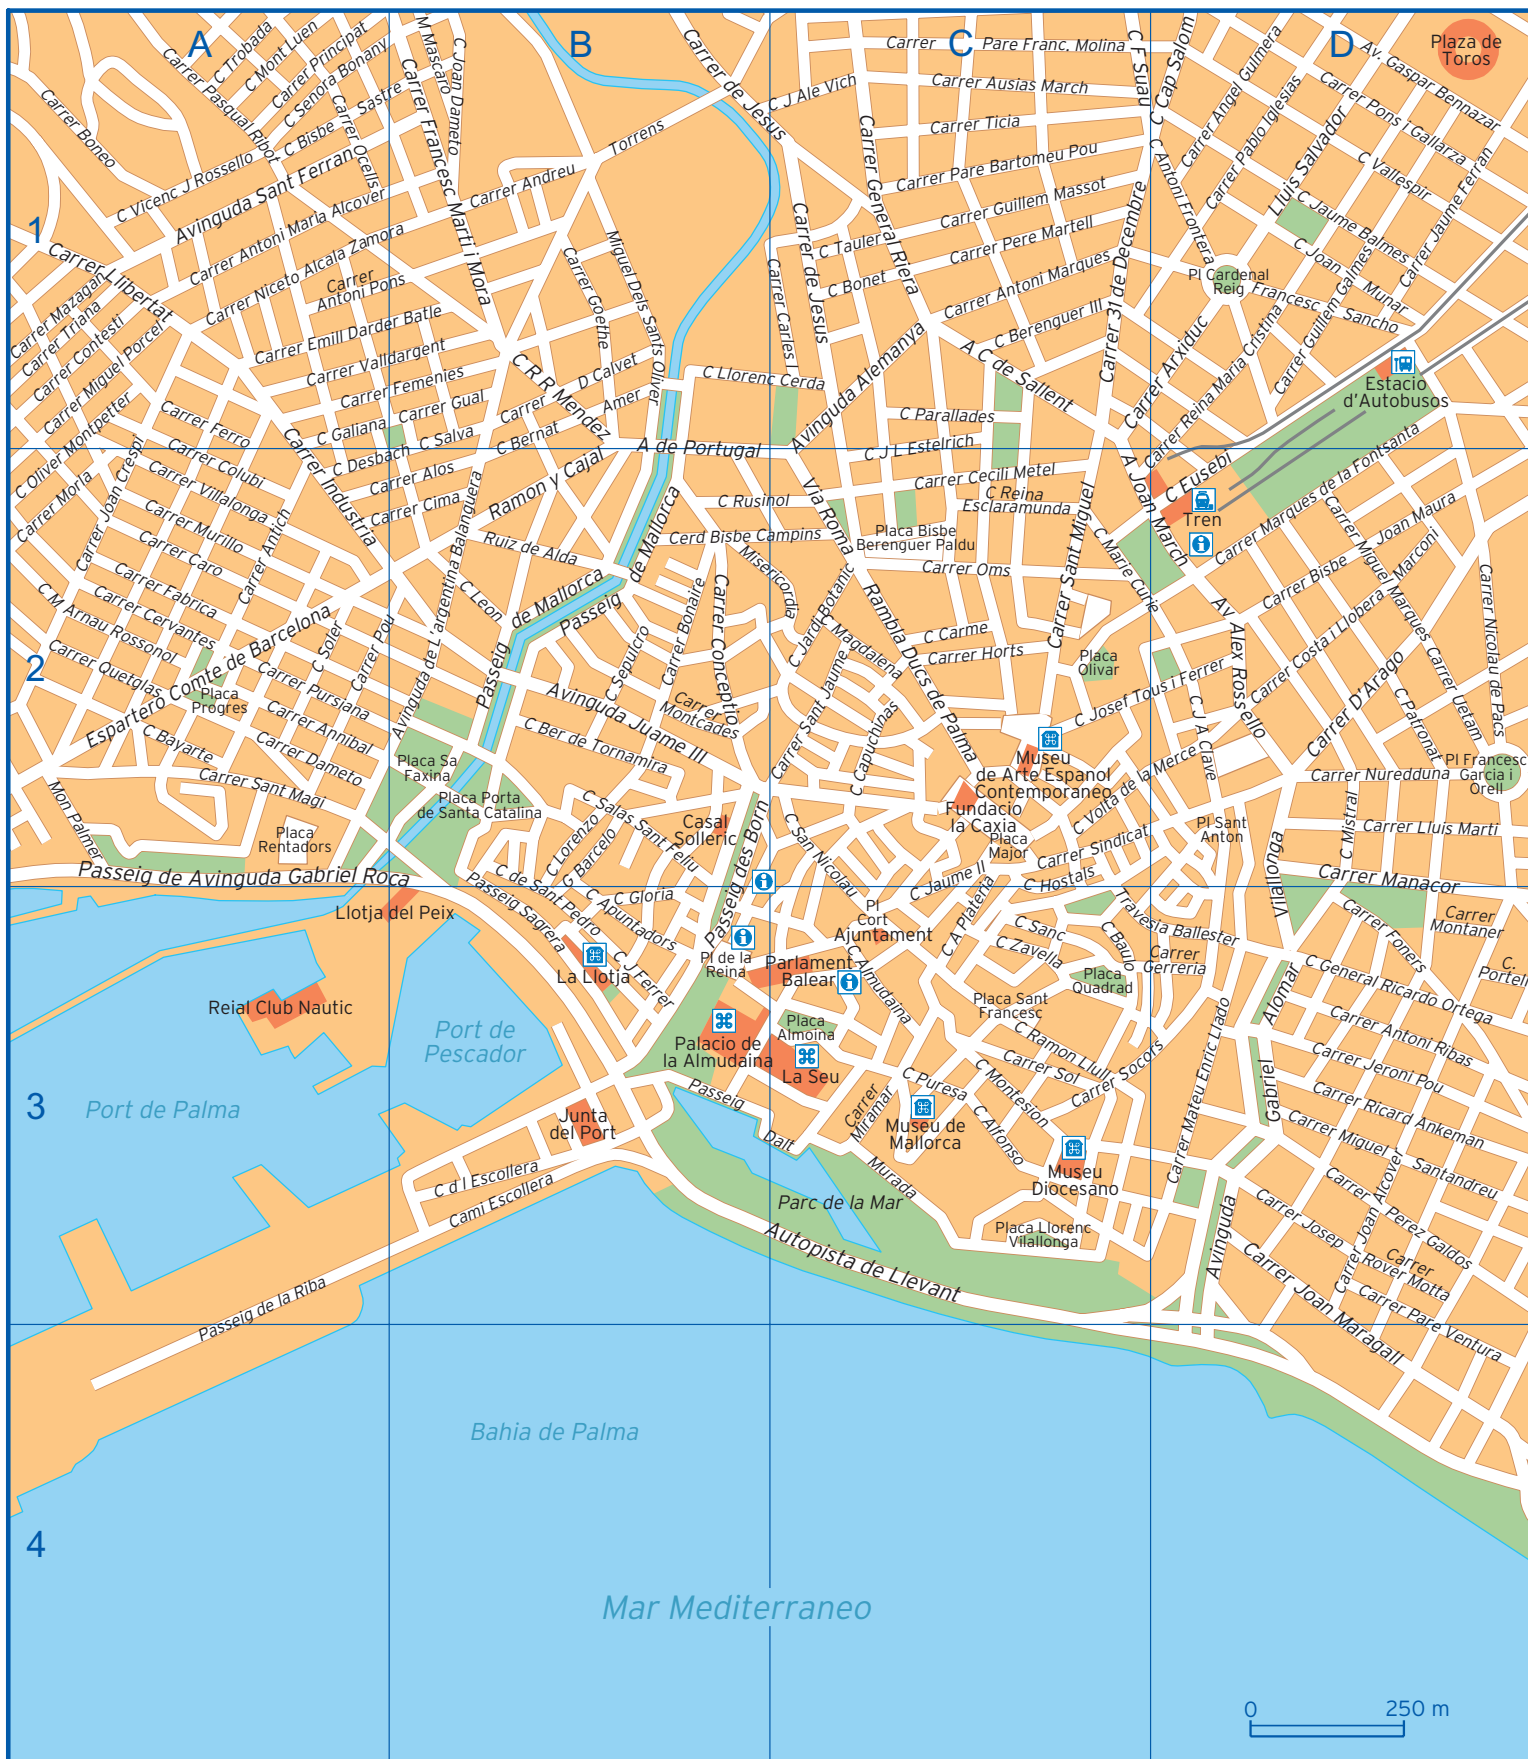 A
B
C
D
1
2
3
4
C Trobada
C Mont Luen
Carrer Principat
C Senora Bonany
Carrer Pasqual Ribot
Carrer Boneo
C Bisbe Sastre
Carrer Ocells
M Mascaro
C Joan Dameto
Carrer Francesc Marti i Mora
C Vicenc J Rossello
Avinguda Sant Ferran
Carrer Antoni Marla Alcover
Carrer Andreu
Torrens
Carrer Niceto Alcala Zamora
Carrer
Antoni Pons
Carrer Llibertat
Carrer Mazagan
Carrer Triana
Carrer Contesti
Carrer Miguel Porcel
Carrer Emill Darder Batle
Carrer Valldargent
Carrer Femenies
Carrer Gual
C Galiana
C Salva
C Desbach
Carrer Alos
Carrer Cima
Carrer Goethe
Miguel Dels Sants Oliver
C R R Mendez
Carrer D Calvet
C Bernat Amer
C Oliver Montpetter
Carrer Morla
Carrer Joan Crespi
Carrer Ferro
Carrer Colubi
Carrer Villalonga
Carrer Murillo
Carrer Caro
Carrer Fabrica
Carrer Cervantes
C M Arnau Rossonol
Carrer Quetglas
Carrer Antich
Carrer Industria
Avinguda de L'argentina Balanguera
Ramon y Cajal
Ruiz de Alda
C Leon
Espartero Comte de Barcelona
C Soler
Carrer Pou
Placa
Progres
Carrer Pursiana
Carrer Annibal
Carrer Dameto
C Bayarte
Carrer Sant Magi
Mon Palmer
Placa
Rentadors
Placa Sa
Faxina
Placa Porta
de Santa Catalina
Passeig de Avinguda Gabriel Roca
Carrer de Jesus
C J Ale Vich
Carrer Pare Franc. Molina
Carrer Ausias March
Carrer Ticia
Carrer Pare Bartomeu Pou
Carrer Guillem Massot
Carrer Pere Martell
Carrer Antoni Marques
C Tauler
C Bonet
Carrer General Riera
Carrer de Jesus
Carrer Carles I
C Berenguer III
A C de Sallent
Avinguda Alemanya
C Llorenc Cerda
C Parallades
C J L Estelrich
Carrer Cecili Metel
A de Portugal
C F Suau
C Cap Salom
Carrer 31 de Decembre
C Antoni Frontera
Carrer Angel Guimera
Carrer Pablo Iglesias
Lluis Salvador
Plaza de
Toros
Av. Gaspar Bennazar
Carrer Pons i Gallarza
C Vallespir
Carrer Jaume Ferran
C Jaume Balmes
C Joan Munar
Pl Cardenal
Reig
Francesc Sancho
Carrer Guillem Galmes
Carrer Arxiduc
Carrer Reina Maria Cristina
Estacio
d'Autobusos
C Fusebi
Tren
A Joan March
Carrer Marques de la Fontsanta
C Rusinol
Cerd Bisbe Campins
Via Roma
Placa Bisbe
Berenguer Paldu
C Reina
Esclaramunda
Carrer Oms
Carrer Sant Miguel
C Marie Curie
Misericordia
C Jardi Botanic
C Magdalena
Rambla Ducs de Palma
C Carme
Carrer Horts
Placa
Olivar
de Mallorca
Passeig
de Mallorca
Passeig
C Sepulcro
Carrer Bonaire
Carrer Conceptio
Carrer
Montcades
Avinguda Juame III
C Ber de Tornamira
Carrer Sant Jaume
C Capuchinas
Museu
de Arte Espanol
Contemporaneo
Fundacio
la Caxia
Placa
Major
C Josef Tous i Ferrer
C J A Clave
C Volta de la Merce
Carrer Sindicat
Pl Sant
Anton
Av Alex Rossello
Carrer Bisbe
Joan Maura
Carrer Miguel Marques
Marconi
Carrer Costa i Llobera
Carrer D'Arago
Carrer Uetam
C Patronat
Carrer Nicolau de Pacs
Pl Francesc
Garcia i
Orell
Carrer Nuredduna
C Mistral
Carrer Lluis Marti
Carrer Manacor
Villallonga
C Salas Sant Feliu
C Lorenzo
G Barcelo
Casal
Solleric
C San Nicolau
C de Sant Pedro
C Gloria
C Apuntadors
Passeig Sagrera
Passeig des Born
C J Ferrer
Pl de la
Reina
Pl
Cort
Ajuntament
Parlament
Balear
C Jaume II
C A Plateria
C Hostals
C Sanc
C Zavella
C Baulo
Travesia Ballester
Carrer
Gerreria
Placa
Quadrad
Placa Sant
Francesc
C Almudaina
Placa
Almoina
Carrer Foners
Carrer
Montaner
C.
Portell
C General Ricardo Ortega
Carrer Antoni Ribas
Carrer Jeroni Pou
Carrer Ricard Ankeman
Carrer Miguel Santandreu
Alomar
Gabriel
Avinguda
Llotja del Peix
La Llotja
Reial Club Nautic
Port de
Pescador
Port de Palma
Palacio de
la Almudaina
La Seu
Passeig
Dalt
Murada
Carrer
Miramar
C Puresa
Museu de
Mallorca
C Montesion
C Alfonso
C Ramon Llull
Carrer Sol
Carrer Socors
Museu
Diocesano
Carrer Mateu Enric Llado
Junta
del Port
C d l Escollera
Cami Escollera
Parc de la Mar
Placa Llorenc
Vilallonga
Autopista de Llevant
Passeig de la Riba
Carrer Josep Rover Motta
Carrer Joan Alcover
Carrer Perez Galdos
Carrer
Carrer Joan Maragall
Carrer Pare Ventura
Bahia de Palma
Mar Mediterraneo
0 250 m